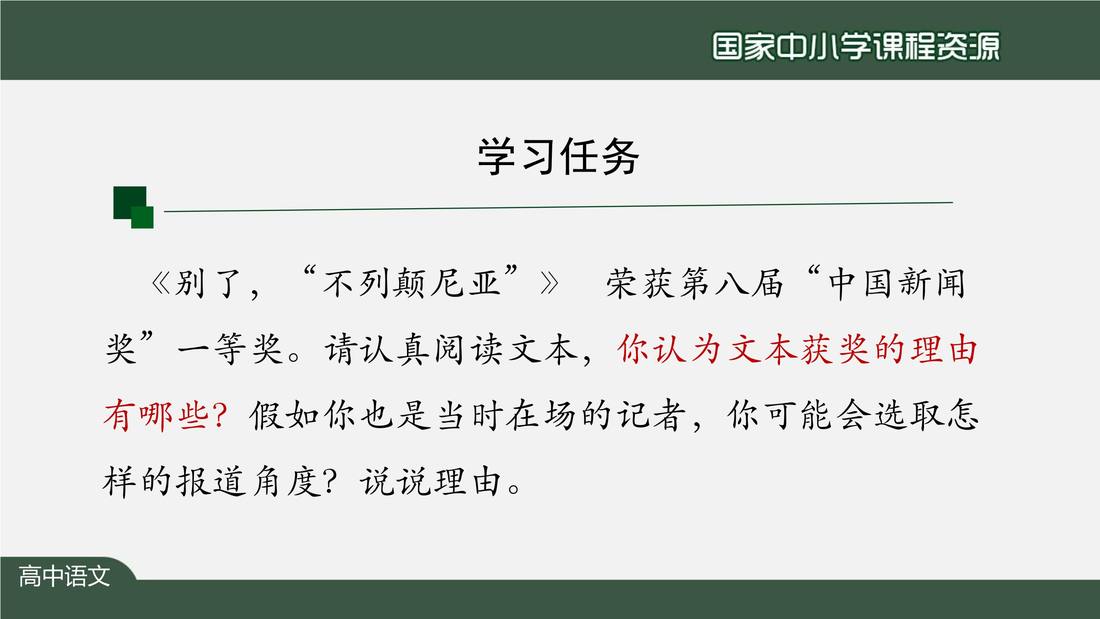 国家中小学课程资源
学习任务
《别了，“不列颠尼亚”》 荣获第八届“中国新闻
奖”一等奖。请认真阅读文本，你认为文本获奖的理由
有哪些？假如你也是当时在场的记者，你可能会选取怎
样的报道角度？说说理由。
高中语文